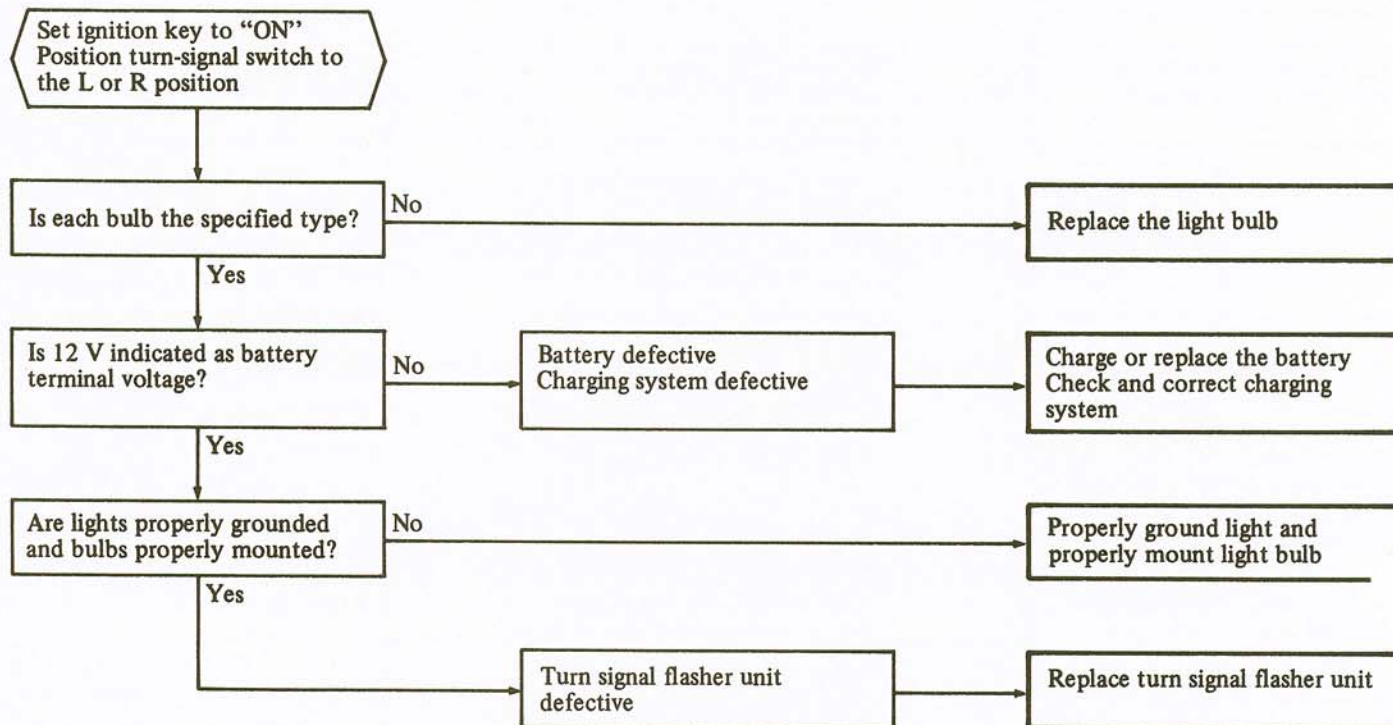 Set ignition key to “ON”
Position turn-signal switch to
the L or R position
Is each bulb the specified type?
No
Replace the light bulb
Yes
Is 12 V indicated as battery
terminal voltage?
No
Battery defective
Charging system defective
Charge or replace the battery
Check and correct charging
system
Yes
Are lights properly grounded
and bulbs properly mounted?
No
Properly ground light and
properly mount light bulb
Yes
Turn signal flasher unit
defective
Replace turn signal flasher unit